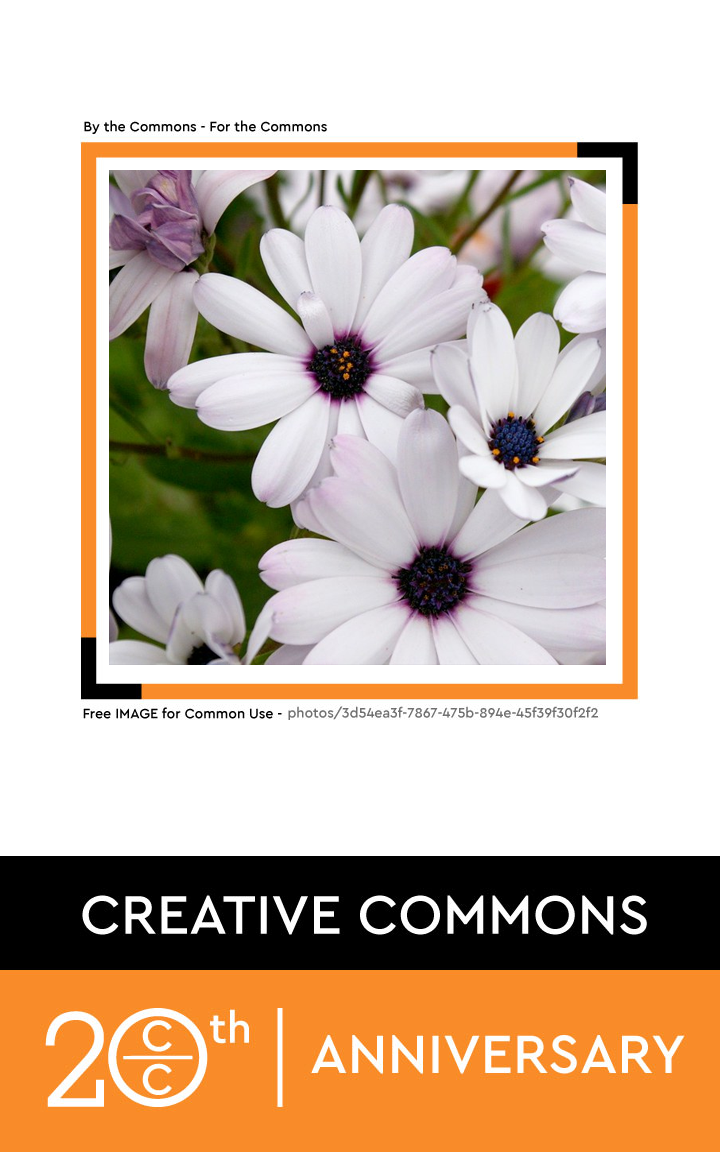 By the Commons - For the Commons
Free IMAGE for Common Use - photos/3d54ea3f-7867-475b-894e-45f39f30f2f2
CREATIVE COMMONS
20th | ANNIVERSARY
C
C